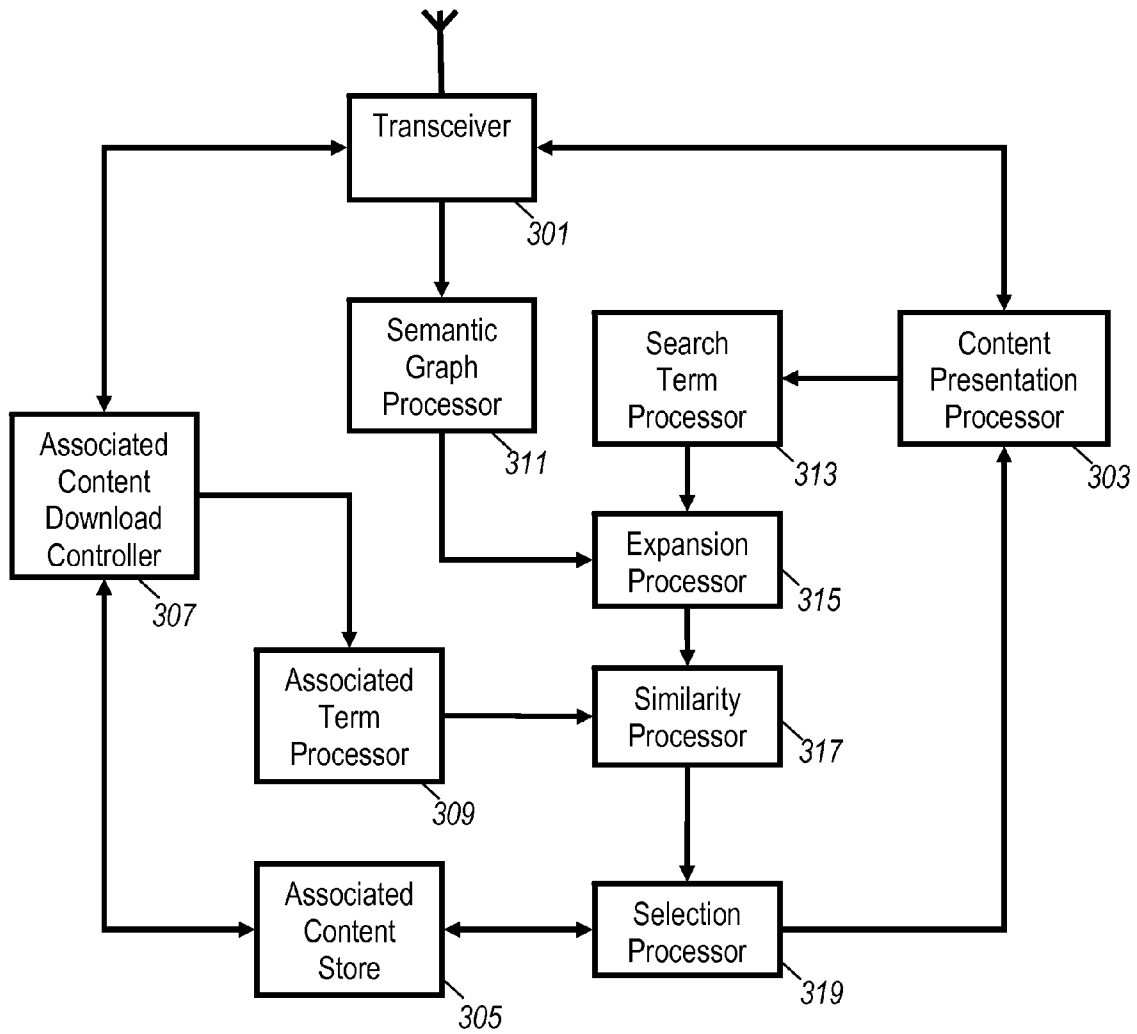 Transceiver
301
Semantic
Graph
Processor
311
Search
Term
Processor
313
Content
Presentation
Processor
303
Associated
Content
Download
Controller
307
Expansion
Processor
315
Associated
Term
Processor
309
Similarity
Processor
317
Associated
Content
Store
305
Selection
Processor
319